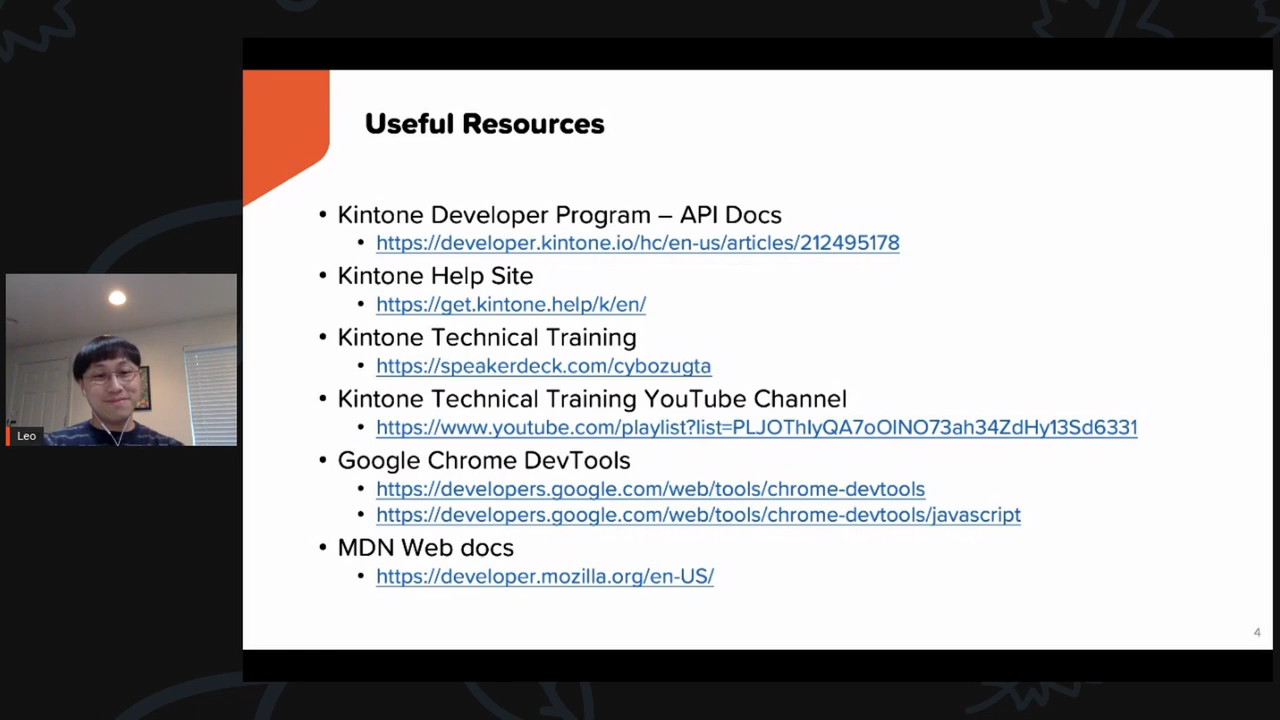 Useful Resources
• Kintone Developer Program – API Docs
• https://developer.kintone.io/hc/en-us/articles/212495178
• Kintone Help Site
• https://get.kintone.help/k/en/
• Kintone Technical Training
• https://speakerdeck.com/cybozugta
• Kintone Technical Training YouTube Channel
• https://www.youtube.com/playlist?list=PLJOThIyQA7oOlNO73ah34ZdHy13Sd6331
• Google Chrome DevTools
• https://developers.google.com/web/tools/chrome-devtools
• https://developers.google.com/web/tools/chrome-devtools/javascript
• MDN Web docs
• https://developer.mozilla.org/en-US/
4
Leo